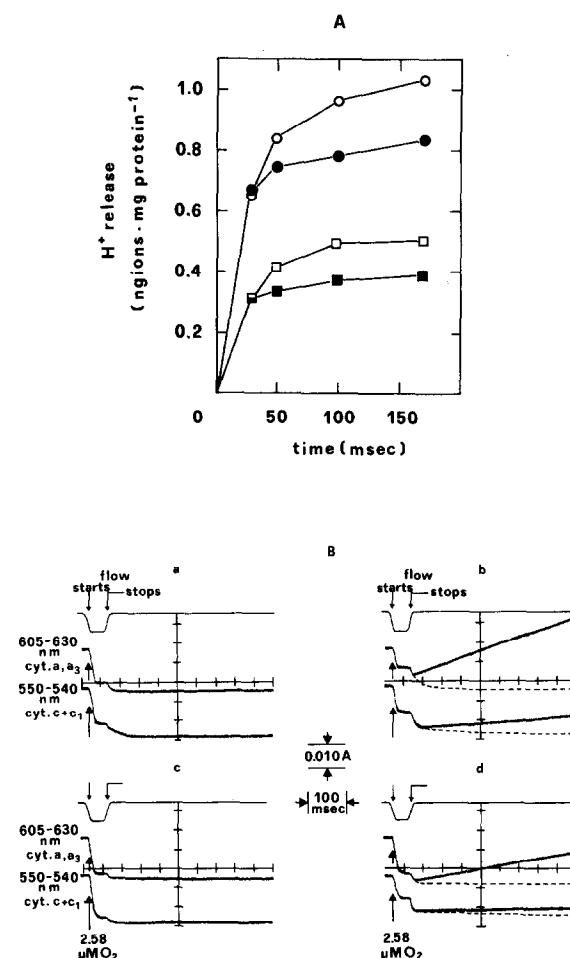 A
H⁺ release
(ngions · mg protein⁻¹)
1.0
0.8
0.6
0.4
0.2
0 50 100 150
time (msec)
B
a
flow
starts stops
605-630
nm
cyt. a, a₃
550-540
nm
cyt. c+c₁
b
flow
starts stops
0.010A
100
msec
c
605-630
nm
cyt. a, a₃
550-540
nm
cyt. c+c₁
2.58
μMO₂
d
2.58
μMO₂